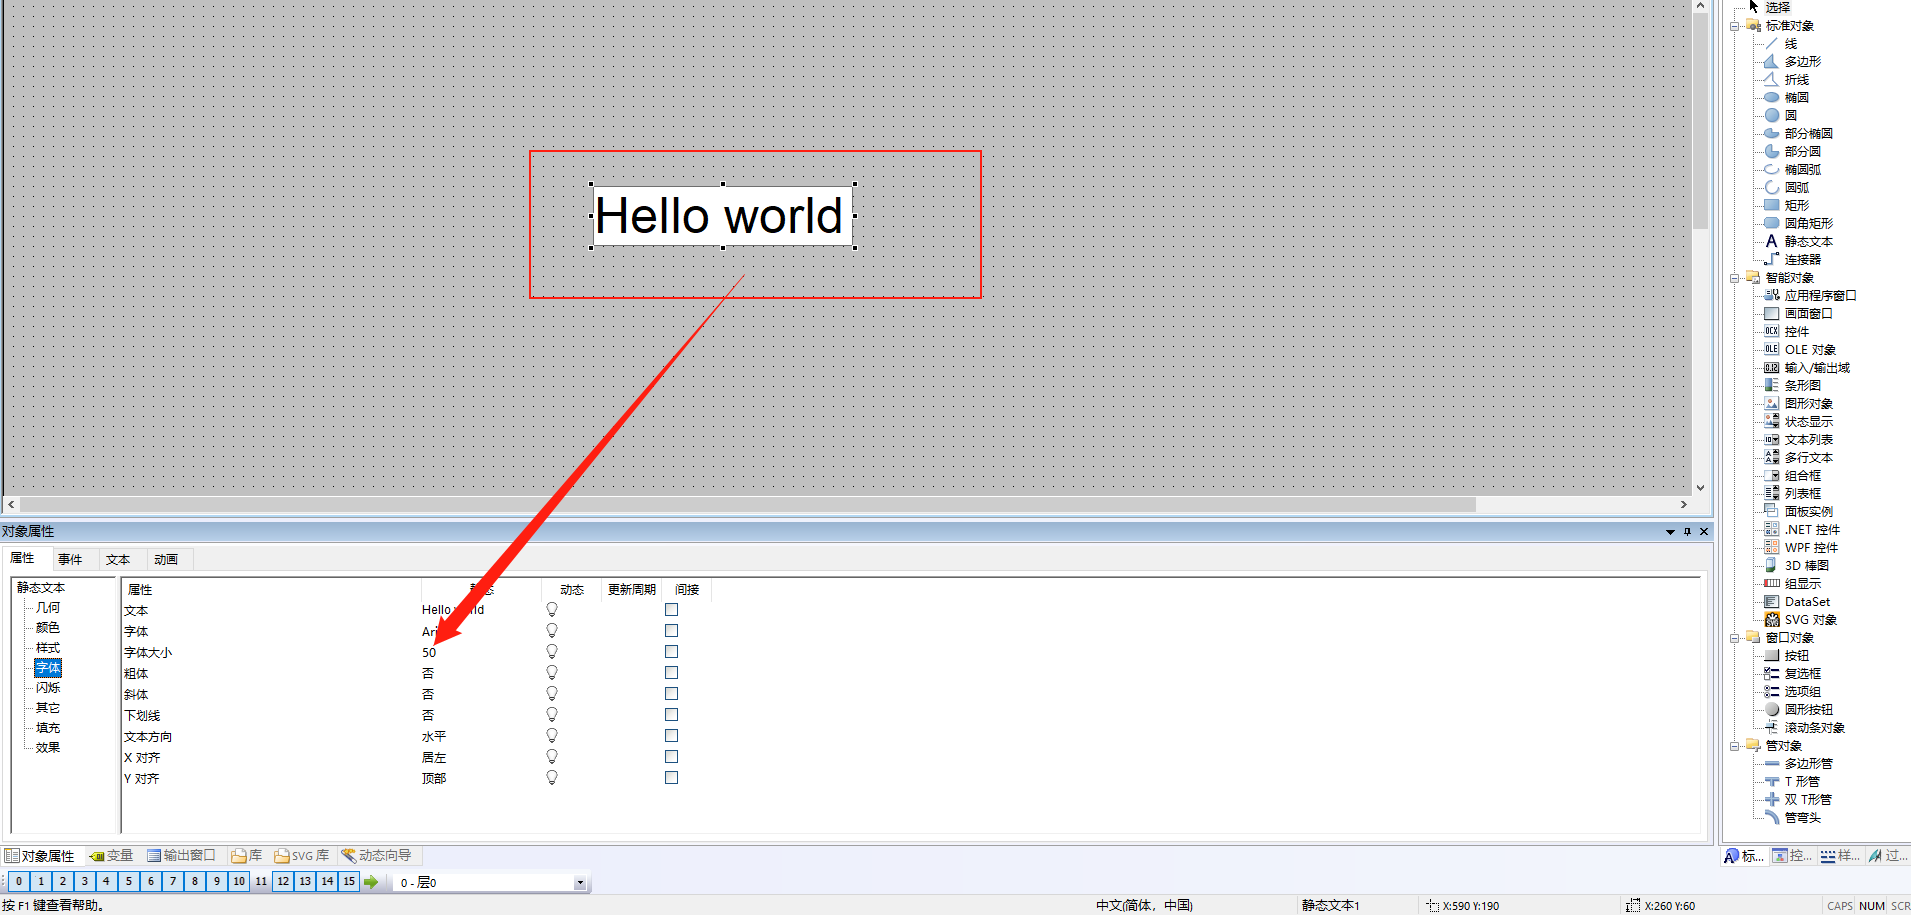 Hello world
对象属性
属性
事件
文本
动画
静态文本
几何
颜色
样式
字体
闪烁
其它
填充
效果
属性 动态 更新周期 间接
文本
字体
字体大小 50
粗体 否
斜体 否
下划线 否
文本方向 水平
X 对齐 居左
Y 对齐 顶部
对象属性 变量 输出窗口 库 SVG 库 动态向导
0 1 2 3 4 5 6 7 8 9 10 11 12 13 14 15 0 - 层0
按 F1 键查看帮助。 中文(简体，中国) 静态文本1 X:590 Y:190 X:260 Y:60 CAPS NUM SCR
选择
标准对象
线
多边形
折线
椭圆
圆
部分椭圆
部分圆
椭圆弧
圆弧
矩形
圆角矩形
静态文本
连接器
智能对象
应用程序窗口
画面窗口
控件
OLE 对象
输入/输出域
条形图
图形对象
状态显示
文本列表
多行文本
组合框
列表框
面板实例
.NET 控件
WPF 控件
3D 棒图
组显示
DataSet
SVG 对象
窗口对象
按钮
复选框
选项组
圆形按钮
滚动条对象
管对象
多边形管
T 形管
双 T形管
管弯头
标... 控... 样... 过...